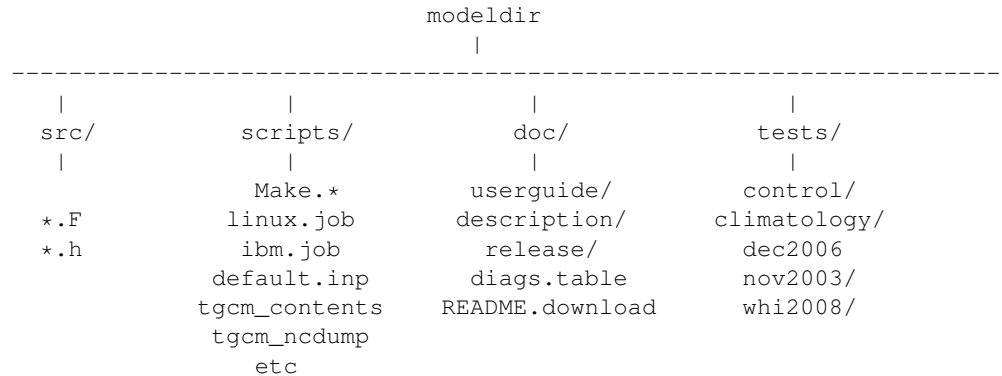 modeldir
|
----------------------------------------------------------------------
| | | |
src/ scripts/ doc/ tests/
| | | |
Make.* userguide/ control/
*.F linux.job description/ climatology/
*.h ibm.job release/ dec2006
default.inp diags.table nov2003/
tgcm_contents README.download whi2008/
tgcm_ncdump
etc